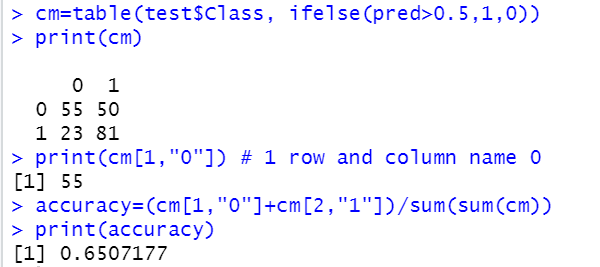 > cm=table(test$Class, ifelse(pred>0.5,1,0))
> print(cm)
0 1
0 55 50
1 23 81
> print(cm[1,"0"]) # 1 row and column name 0
[1] 55
> accuracy=(cm[1,"0"]+cm[2,"1"])/sum(sum(cm))
> print(accuracy)
[1] 0.6507177